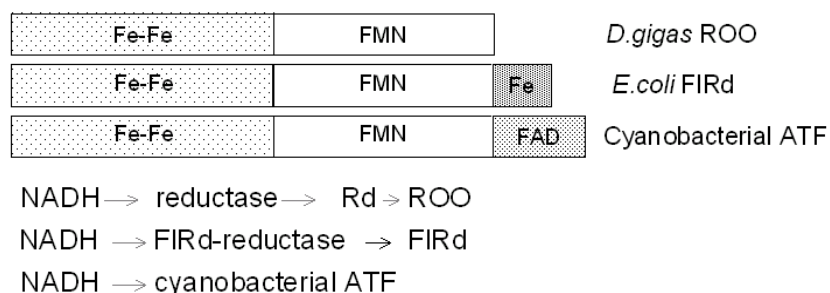 Fe-Fe FMN D.gigas ROO
Fe-Fe FMN Fe E.coli FlRd
Fe-Fe FMN FAD Cyanobacterial ATF
NADH → reductase → Rd → ROO
NADH → FlRd-reductase → FlRd
NADH → cyanobacterial ATF